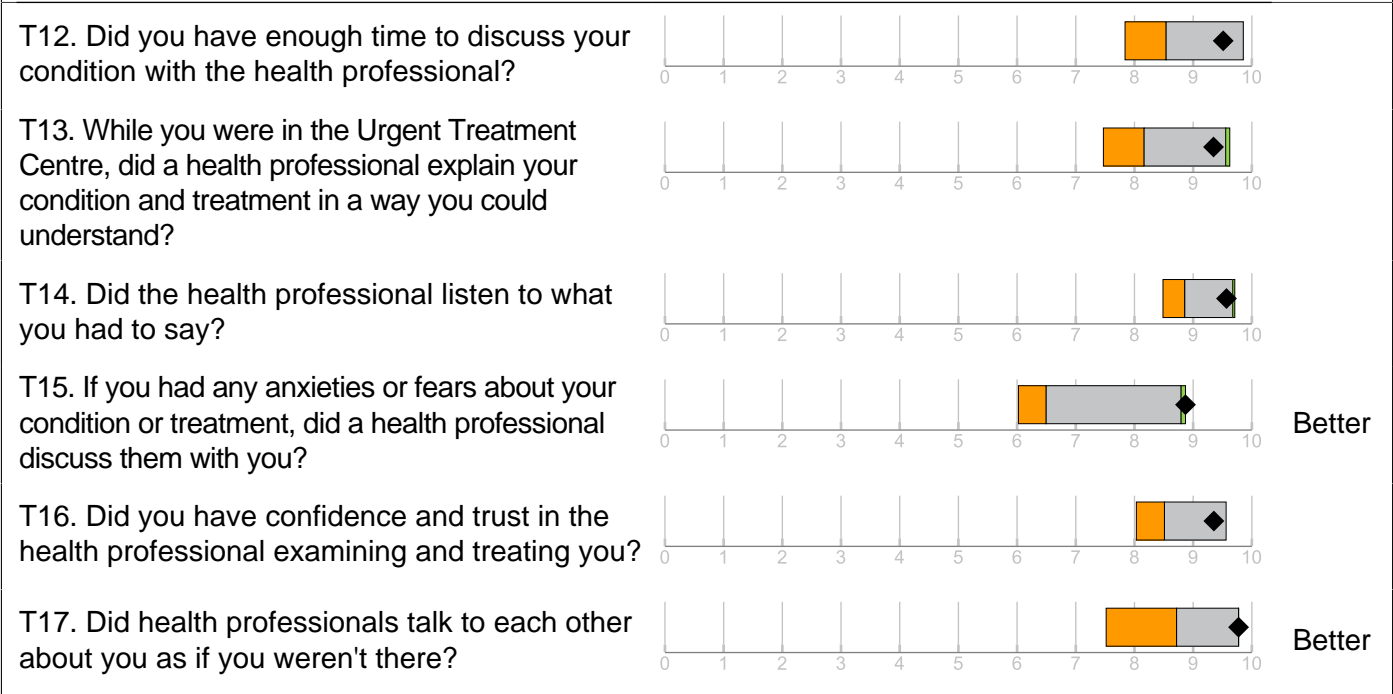 T12. Did you have enough time to discuss your
condition with the health professional?
0 1 2 3 4 5 6 7 8 9 10
T13. While you were in the Urgent Treatment
Centre, did a health professional explain your
condition and treatment in a way you could
understand?
0 1 2 3 4 5 6 7 8 9 10
T14. Did the health professional listen to what
you had to say?
0 1 2 3 4 5 6 7 8 9 10
T15. If you had any anxieties or fears about your
condition or treatment, did a health professional
discuss them with you?
0 1 2 3 4 5 6 7 8 9 10
Better
T16. Did you have confidence and trust in the
health professional examining and treating you?
0 1 2 3 4 5 6 7 8 9 10
T17. Did health professionals talk to each other
about you as if you weren't there?
0 1 2 3 4 5 6 7 8 9 10
Better